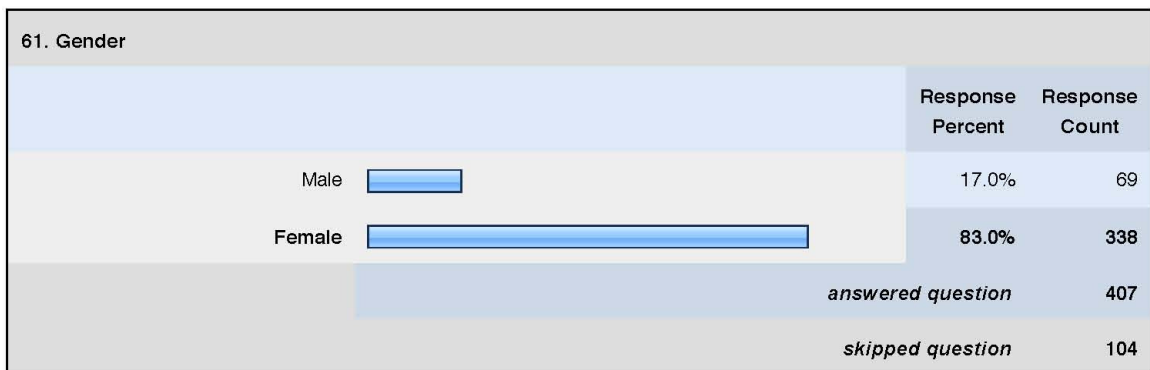 61. Gender
Response Percent
Response Count
Male 17.0% 69
Female 83.0% 338
answered question 407
skipped question 104